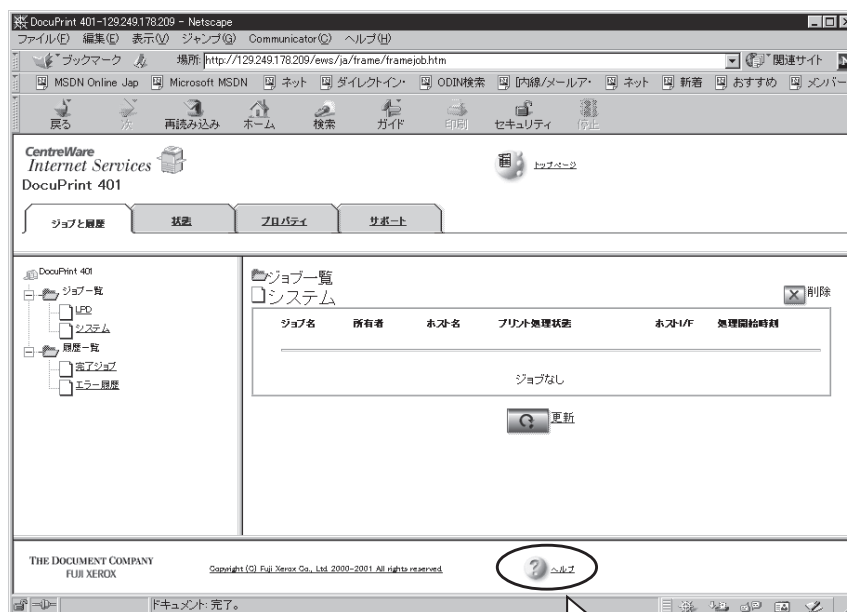 DocuPrint 401-129.249.178.209 - Netscape
ファイル(F) 編集(E) 表示(V) ジャンプ(G) Communicator(C) ヘルプ(H)
ブックマーク 場所: http://129.249.178.209/ews/ja/frame/framejob.htm 関連サイト
MSDN Online Jap Microsoft MSDN ネット ダイレクトイン・ ODIN検索 内線/メールア・ ネット 新着 おすすめ メンバー
戻る 次 再読み込み ホーム 検索 ガイド 印刷 セキュリティ 停止
CentreWare
Internet Services
DocuPrint 401
トップページ
ジョブと履歴 状態 プロパティ サポート
DocuPrint 401
ジョブ一覧
LPD
システム
履歴一覧
完了ジョブ
エラー履歴
ジョブ一覧
システム
削除
ジョブ名 所有者 ホスト名 プリント処理状態 ホストI/F 処理開始時刻
ジョブなし
更新
THE DOCUMENT COMPANY
FUJI XEROX
Copyright (C) Fuji Xerox Co., Ltd. 2000-2001 All rights reserved.
ヘルプ
ドキュメント: 完了。